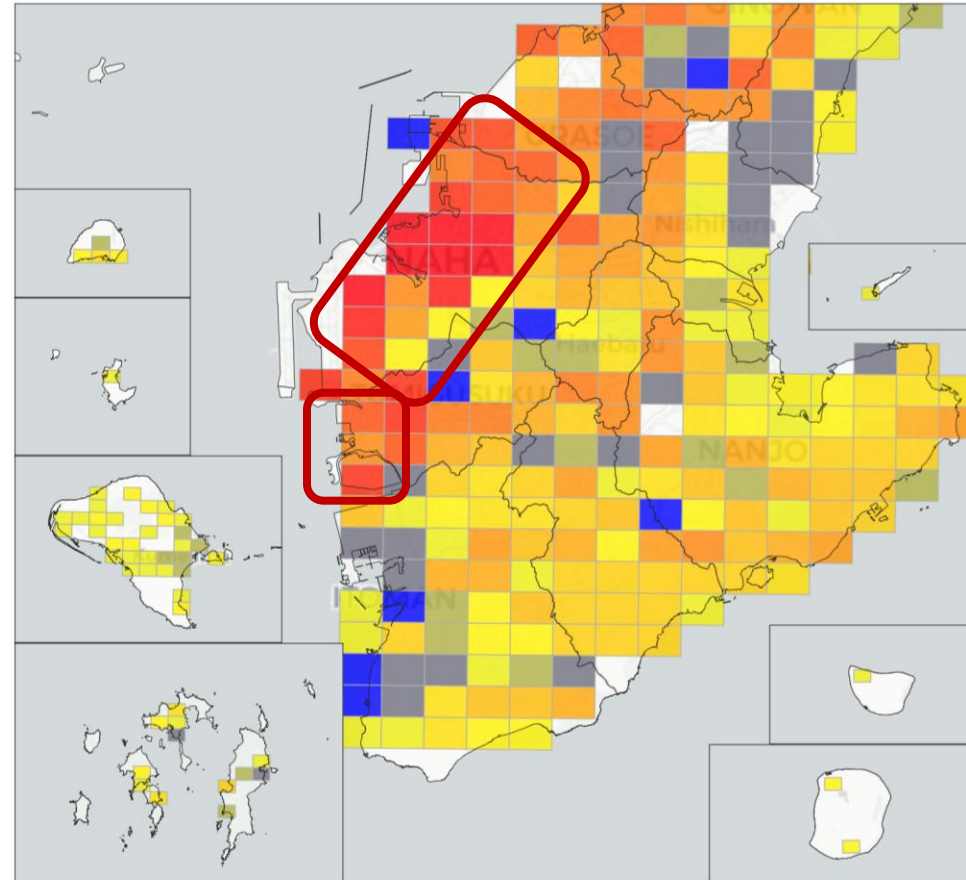 GINOWAN
URASOE
Nishihara
NAHA
Haebaru
TOMIGUSUKU
NANJO
ITOMAN